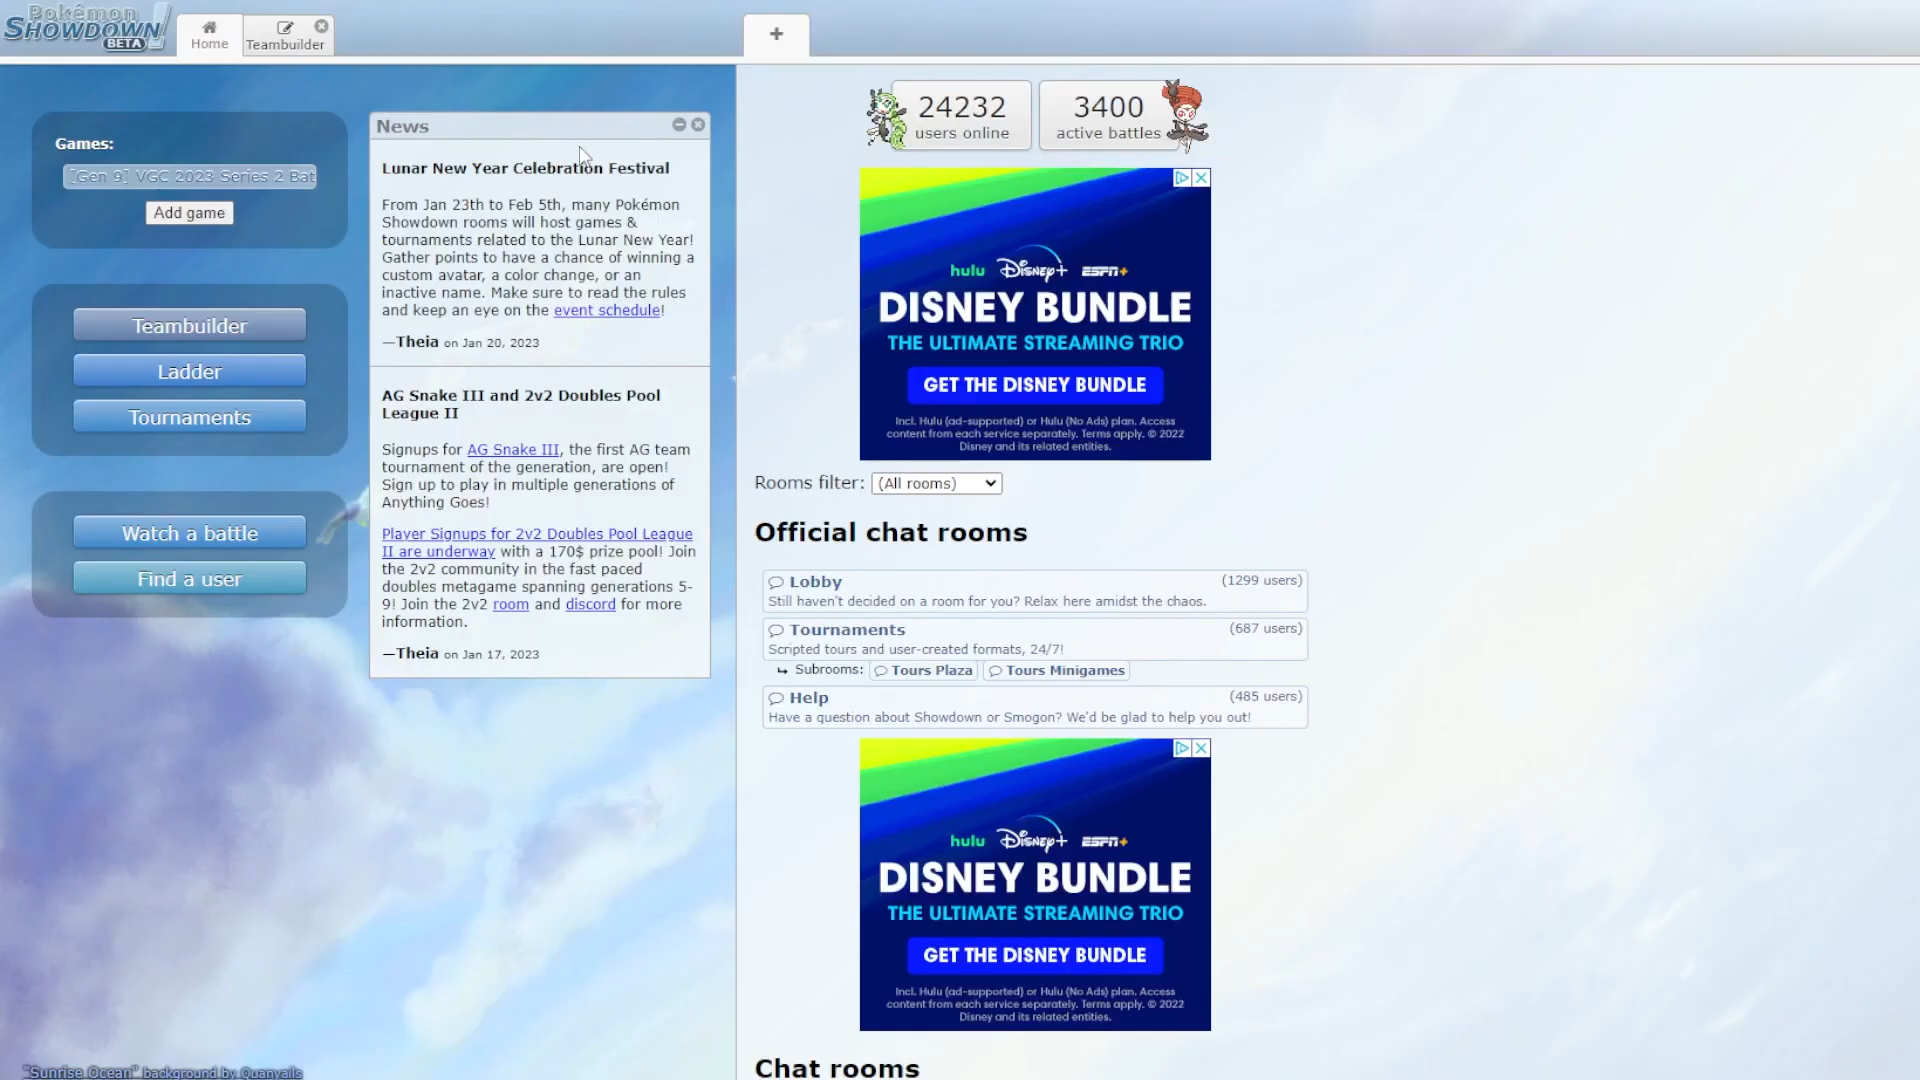 Pokémon
SHOWDOWN!
BETA
Home
Teambuilder
+
Games:
[Gen 9] VGC 2023 Series 2 Bat
Add game
Teambuilder
Ladder
Tournaments
Watch a battle
Find a user
News
Lunar New Year Celebration Festival
From Jan 23th to Feb 5th, many Pokémon
Showdown rooms will host games &
tournaments related to the Lunar New Year!
Gather points to have a chance of winning a
custom avatar, a color change, or an
inactive name. Make sure to read the rules
and keep an eye on the event schedule!
—Theia on Jan 20, 2023
AG Snake III and 2v2 Doubles Pool
League II
Signups for AG Snake III, the first AG team
tournament of the generation, are open!
Sign up to play in multiple generations of
Anything Goes!
Player Signups for 2v2 Doubles Pool League
II are underway with a 170$ prize pool! Join
the 2v2 community in the fast paced
doubles metagame spanning generations 5-
9! Join the 2v2 room and discord for more
information.
—Theia on Jan 17, 2023
24232
users online
3400
active battles
hulu Disney+ ESPN+
DISNEY BUNDLE
THE ULTIMATE STREAMING TRIO
GET THE DISNEY BUNDLE
Incl. Hulu (ad-supported) or Hulu (No Ads) plan. Access
content from each service separately. Terms apply. © 2022
Disney and its related entities.
Rooms filter: (All rooms)
Official chat rooms
Lobby (1299 users)
Still haven't decided on a room for you? Relax here amidst the chaos.
Tournaments (687 users)
Scripted tours and user-created formats, 24/7!
↳ Subrooms: Tours Plaza Tours Minigames
Help (485 users)
Have a question about Showdown or Smogon? We'd be glad to help you out!
hulu Disney+ ESPN+
DISNEY BUNDLE
THE ULTIMATE STREAMING TRIO
GET THE DISNEY BUNDLE
Incl. Hulu (ad-supported) or Hulu (No Ads) plan. Access
content from each service separately. Terms apply. © 2022
Disney and its related entities.
Chat rooms
"Sunrise Ocean" background by Quanyails